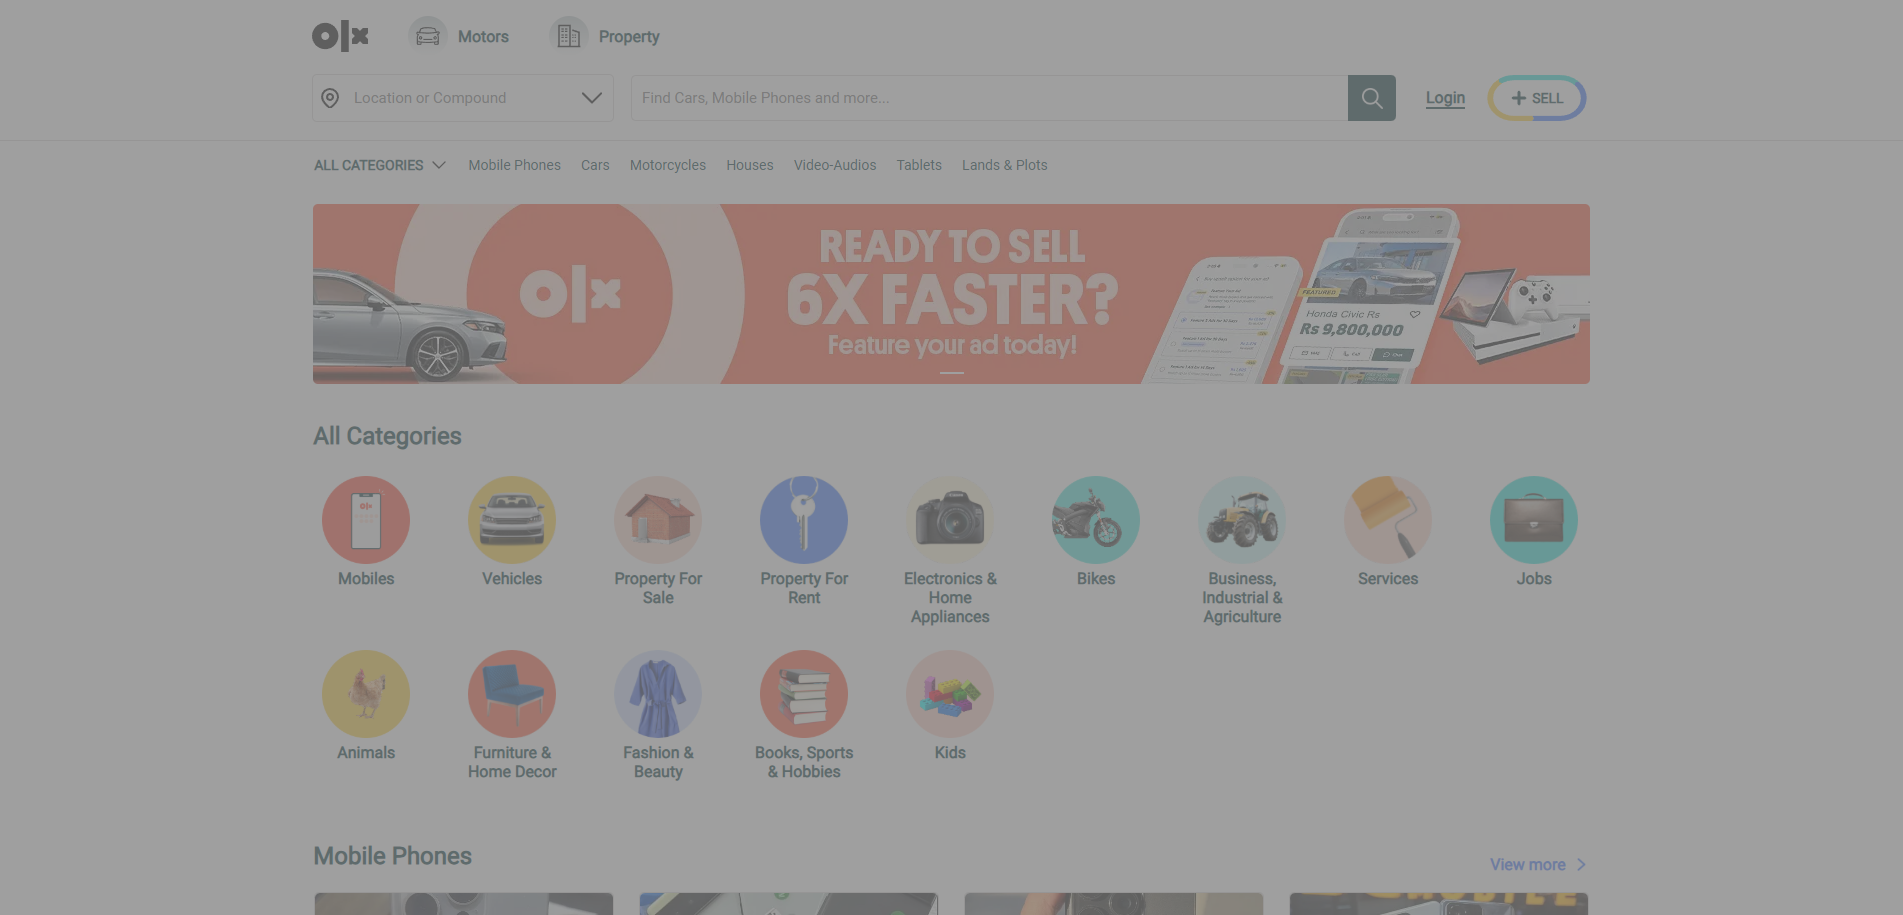 olx
Motors
Property
Location or Compound
Find Cars, Mobile Phones and more...
Login
+ SELL
ALL CATEGORIES
Mobile Phones
Cars
Motorcycles
Houses
Video-Audios
Tablets
Lands & Plots
olx
READY TO SELL
6X FASTER?
Feature your ad today!
FEATURED
Honda Civic Rs
Rs 9,800,000
Call
Chat
All Categories
olx
Mobiles
Vehicles
Property For
Sale
Property For
Rent
Electronics &
Home
Appliances
Bikes
Business,
Industrial &
Agriculture
Services
Jobs
Animals
Furniture &
Home Decor
Fashion &
Beauty
Books, Sports
& Hobbies
Kids
Mobile Phones
View more